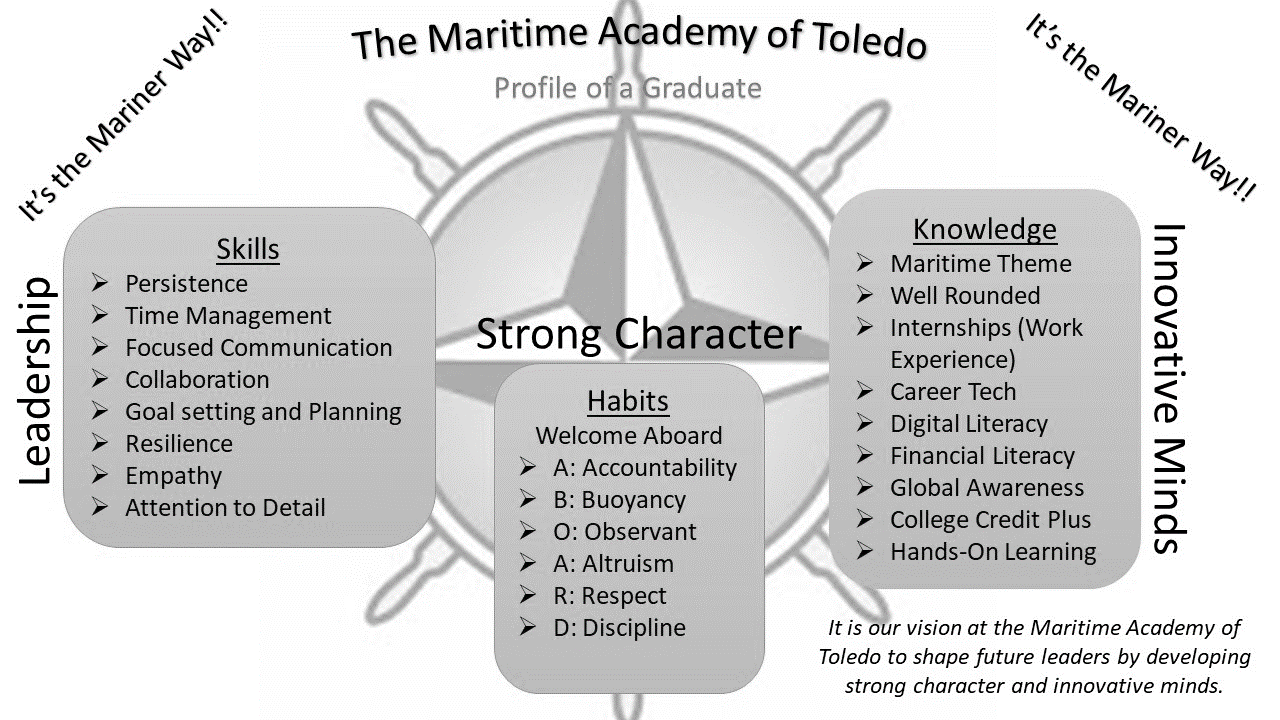 The Maritime Academy of Toledo
Profile of a Graduate
It's the Mariner Way!!
It's the Mariner Way!!
Leadership
Skills
➢ Persistence
➢ Time Management
➢ Focused Communication
➢ Collaboration
➢ Goal setting and Planning
➢ Resilience
➢ Empathy
➢ Attention to Detail
Strong Character
Habits
Welcome Aboard
➢ A: Accountability
➢ B: Buoyancy
➢ O: Observant
➢ A: Altruism
➢ R: Respect
➢ D: Discipline
Knowledge
➢ Maritime Theme
➢ Well Rounded
➢ Internships (Work
Experience)
➢ Career Tech
➢ Digital Literacy
➢ Financial Literacy
➢ Global Awareness
➢ College Credit Plus
➢ Hands-On Learning
Innovative Minds
It is our vision at the Maritime Academy of
Toledo to shape future leaders by developing
strong character and innovative minds.